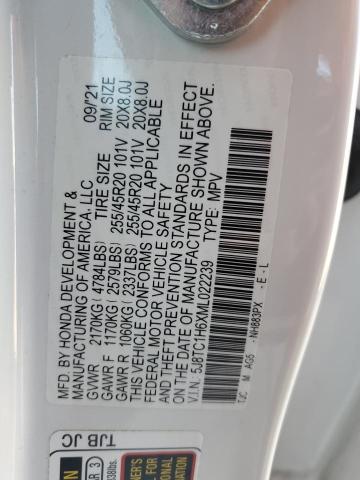 MFD. BY HONDA DEVELOPMENT & 09/21
MANUFACTURING OF AMERICA, LLC
TIRE SIZE RIM SIZE
GVWR 2170KG ( 4784LBS)
GAWR F 1170KG ( 2579LBS) 255/45R20 101V 20X8.0J
GAWR R 1060KG ( 2337LBS) 255/45R20 101V 20X8.0J
THIS VEHICLE CONFORMS TO ALL APPLICABLE
FEDERAL MOTOR VEHICLE SAFETY
AND THEFT PREVENTION STANDARDS IN EFFECT
ON THE DATE OF MANUFACTURE SHOWN ABOVE.
V.I.N. 5J8TC1H6XML022239 TYPE: MPV
TJC M AG5 NH883PX E - L
TJB JC